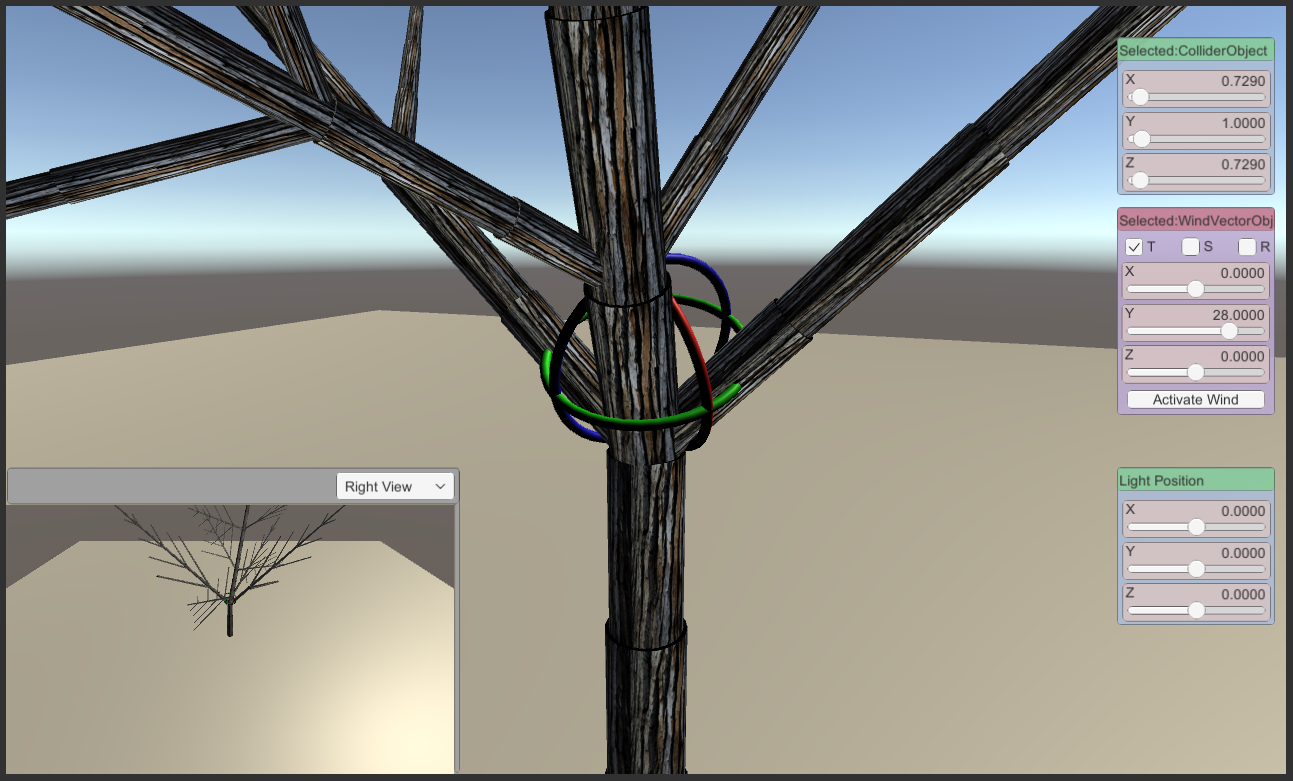 Selected:ColliderObject
X 0.7290
Y 1.0000
Z 0.7290
Selected:WindVectorObj
T S R
X 0.0000
Y 28.0000
Z 0.0000
Activate Wind
Right View
Light Position
X 0.0000
Y 0.0000
Z 0.0000